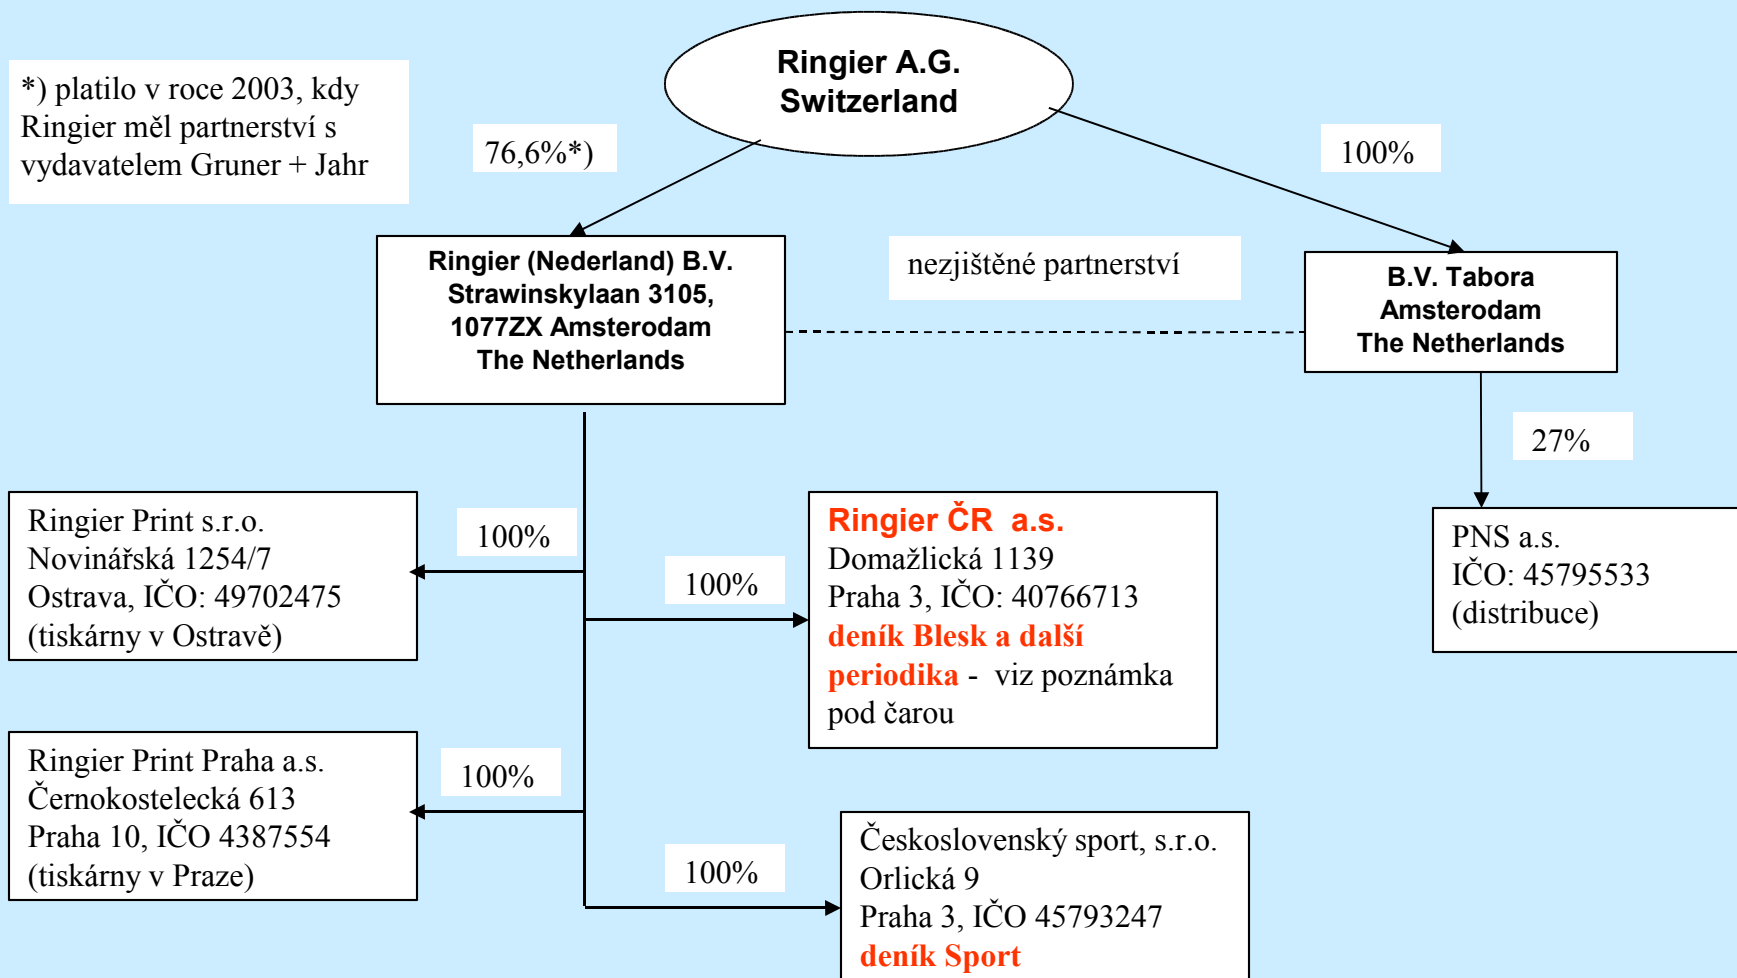 Ringier A.G.
Switzerland
*) platilo v roce 2003, kdy
Ringier měl partnerství s
vydavatelem Gruner + Jahr
76,6%*)
100%
Ringier (Nederland) B.V.
Strawinskylaan 3105,
1077ZX Amsterodam
The Netherlands
nezjištěné partnerství
B.V. Tabora
Amsterodam
The Netherlands
27%
Ringier Print s.r.o.
Novinářská 1254/7
Ostrava, IČO: 49702475
(tiskárny v Ostravě)
100%
100%
Ringier ČR a.s.
Domažlická 1139
Praha 3, IČO: 40766713
deník Blesk a další
periodika - viz poznámka
pod čarou
PNS a.s.
IČO: 45795533
(distribuce)
Ringier Print Praha a.s.
Černokostelecká 613
Praha 10, IČO 4387554
(tiskárny v Praze)
100%
100%
Československý sport, s.r.o.
Orlická 9
Praha 3, IČO 45793247
deník Sport